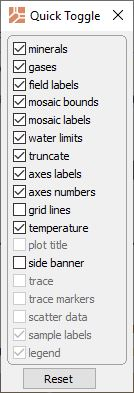 Quick Toggle
minerals
gases
field labels
mosaic bounds
mosaic labels
water limits
truncate
axes labels
axes numbers
grid lines
temperature
plot title
side banner
trace
trace markers
scatter data
sample labels
legend
Reset